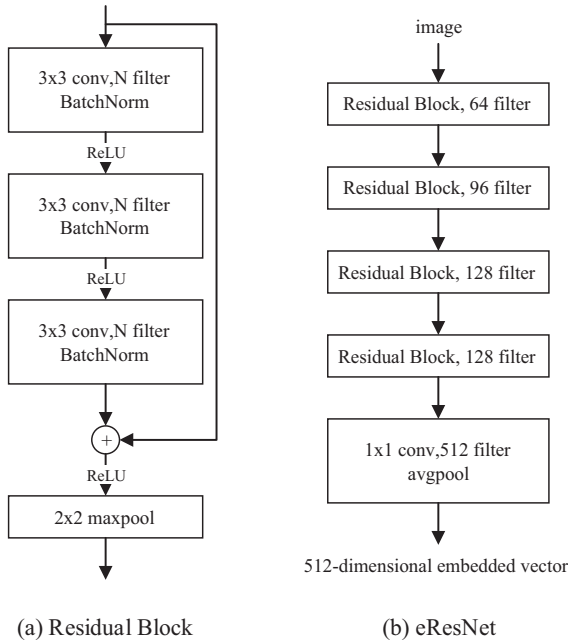 3x3 conv,N filter
BatchNorm
ReLU
3x3 conv,N filter
BatchNorm
ReLU
3x3 conv,N filter
BatchNorm
+
ReLU
2x2 maxpool
(a) Residual Block
image
Residual Block, 64 filter
Residual Block, 96 filter
Residual Block, 128 filter
Residual Block, 128 filter
1x1 conv,512 filter
avgpool
512-dimensional embedded vector
(b) eResNet